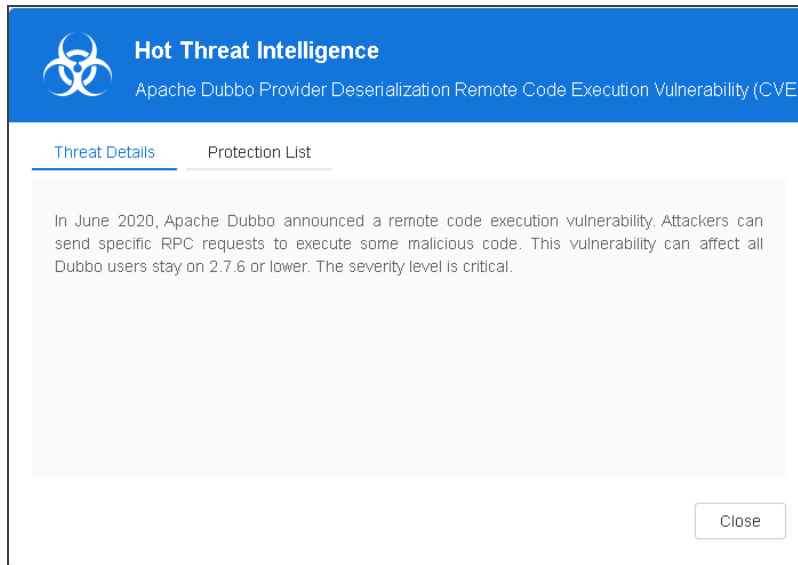 Hot Threat Intelligence
Apache Dubbo Provider Deserialization Remote Code Execution Vulnerability (CVE
Threat Details Protection List
In June 2020, Apache Dubbo announced a remote code execution vulnerability. Attackers can
send specific RPC requests to execute some malicious code. This vulnerability can affect all
Dubbo users stay on 2.7.6 or lower. The severity level is critical.
Close